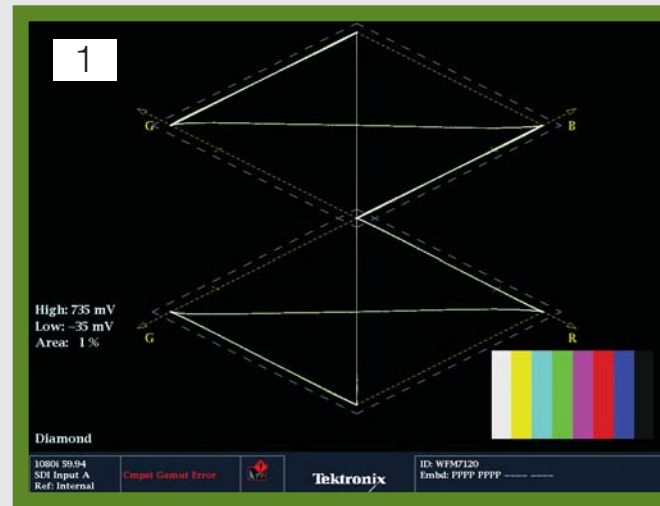 1
G
B
High: 735 mV
Low: –35 mV
Area: 1 %
G
R
Diamond
1080i 59.94
SDI Input A
Ref: Internal
Cmpst Gamut Error
Tektronix
ID: WFM7120
Embd: PPPP PPPP ---- ----